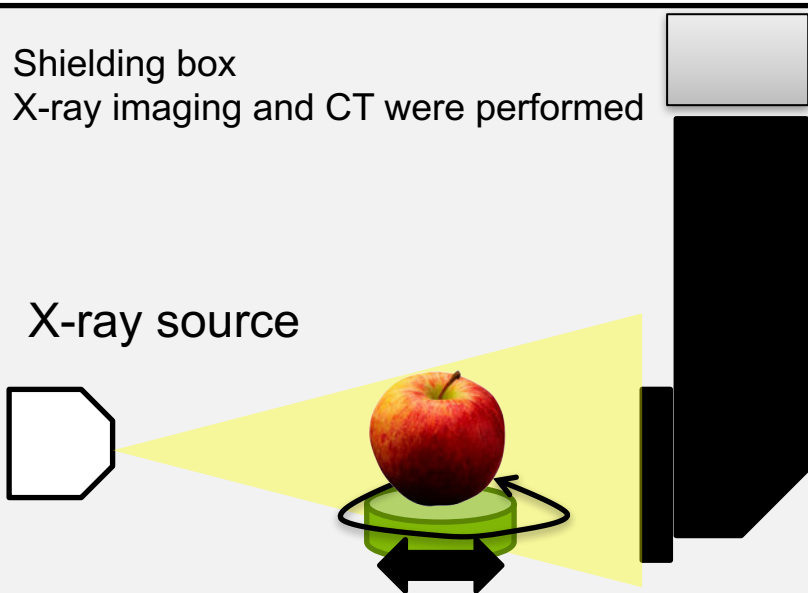 Shielding box
X-ray imaging and CT were performed
X-ray source